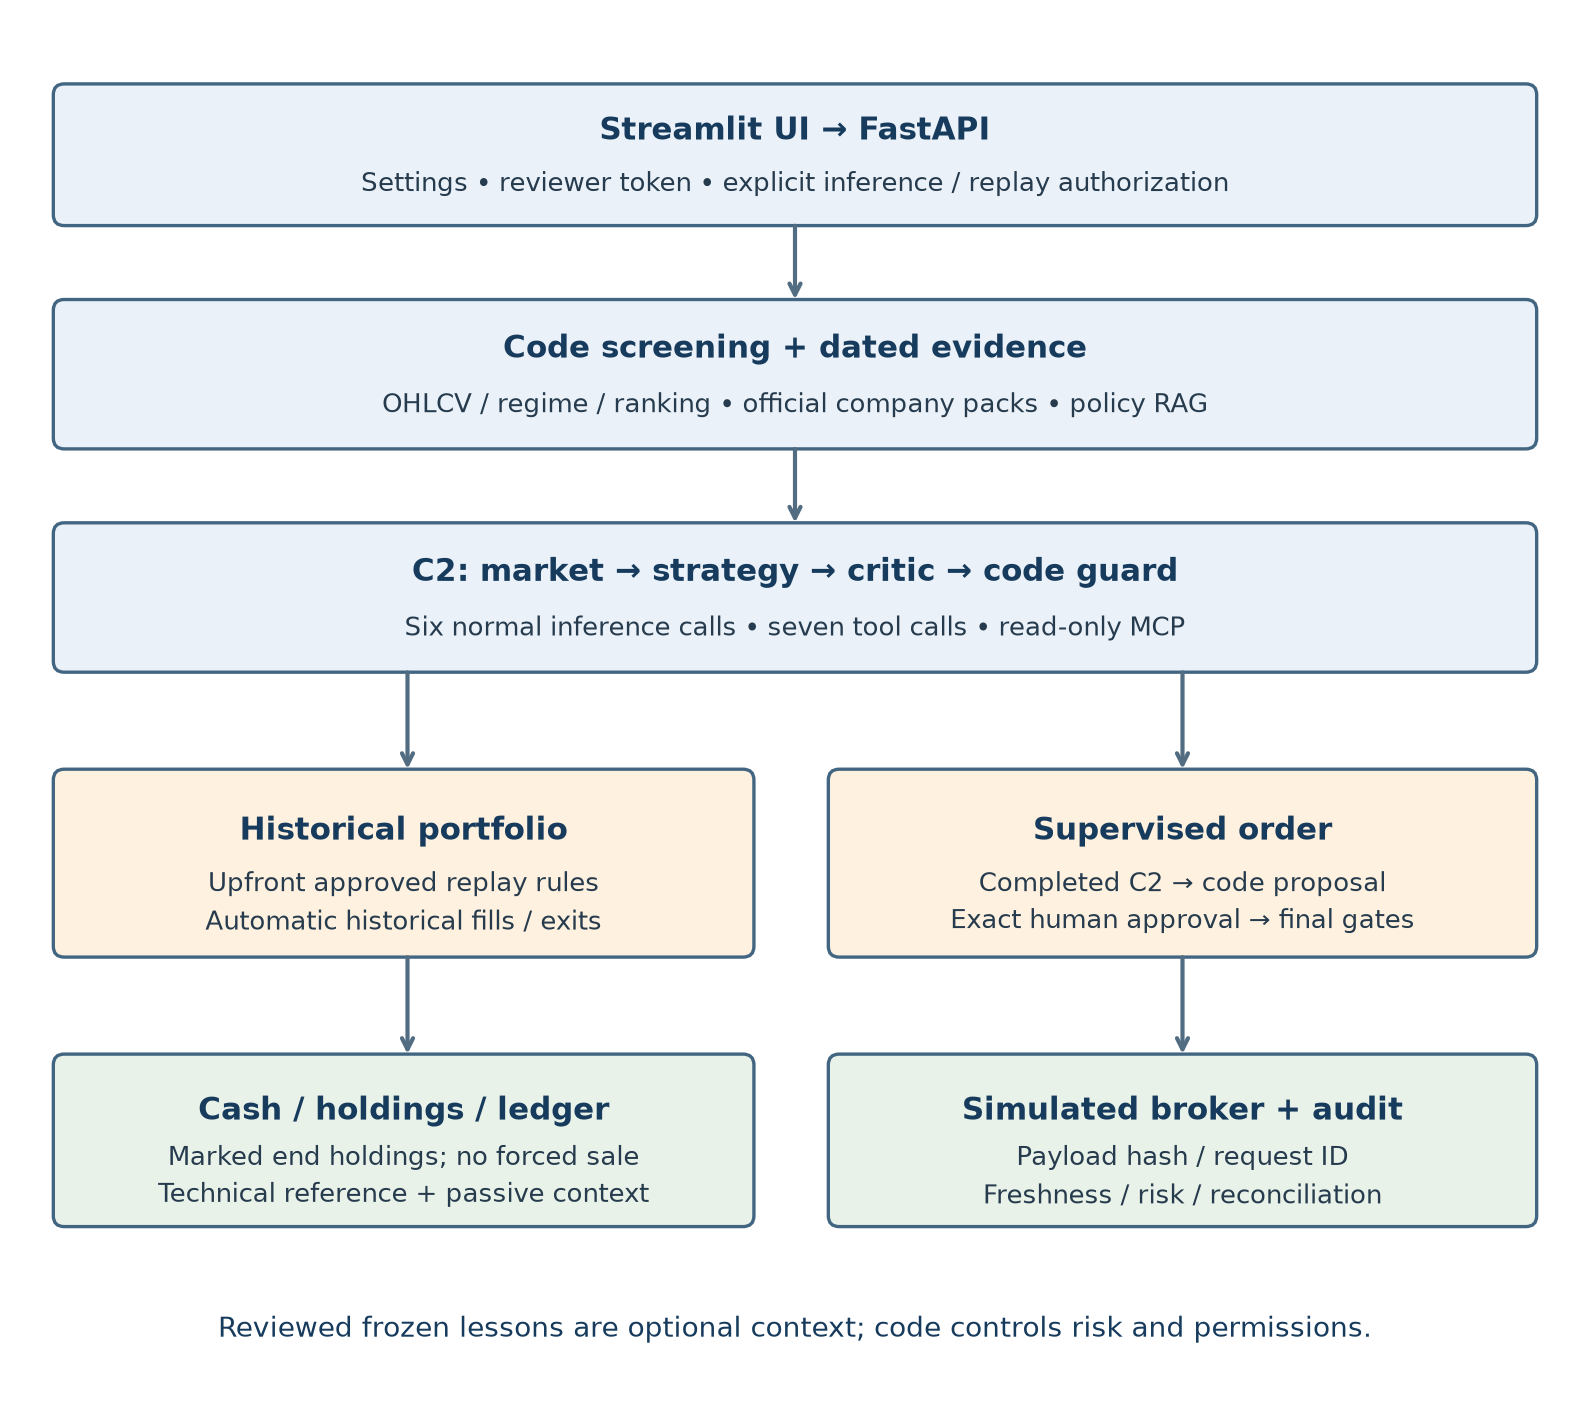 Streamlit UI → FastAPI
Settings • reviewer token • explicit inference / replay authorization
Code screening + dated evidence
OHLCV / regime / ranking • official company packs • policy RAG
C2: market → strategy → critic → code guard
Six normal inference calls • seven tool calls • read-only MCP
Historical portfolio
Upfront approved replay rules
Automatic historical fills / exits
Supervised order
Completed C2 → code proposal
Exact human approval → final gates
Cash / holdings / ledger
Marked end holdings; no forced sale
Technical reference + passive context
Simulated broker + audit
Payload hash / request ID
Freshness / risk / reconciliation
Reviewed frozen lessons are optional context; code controls risk and permissions.